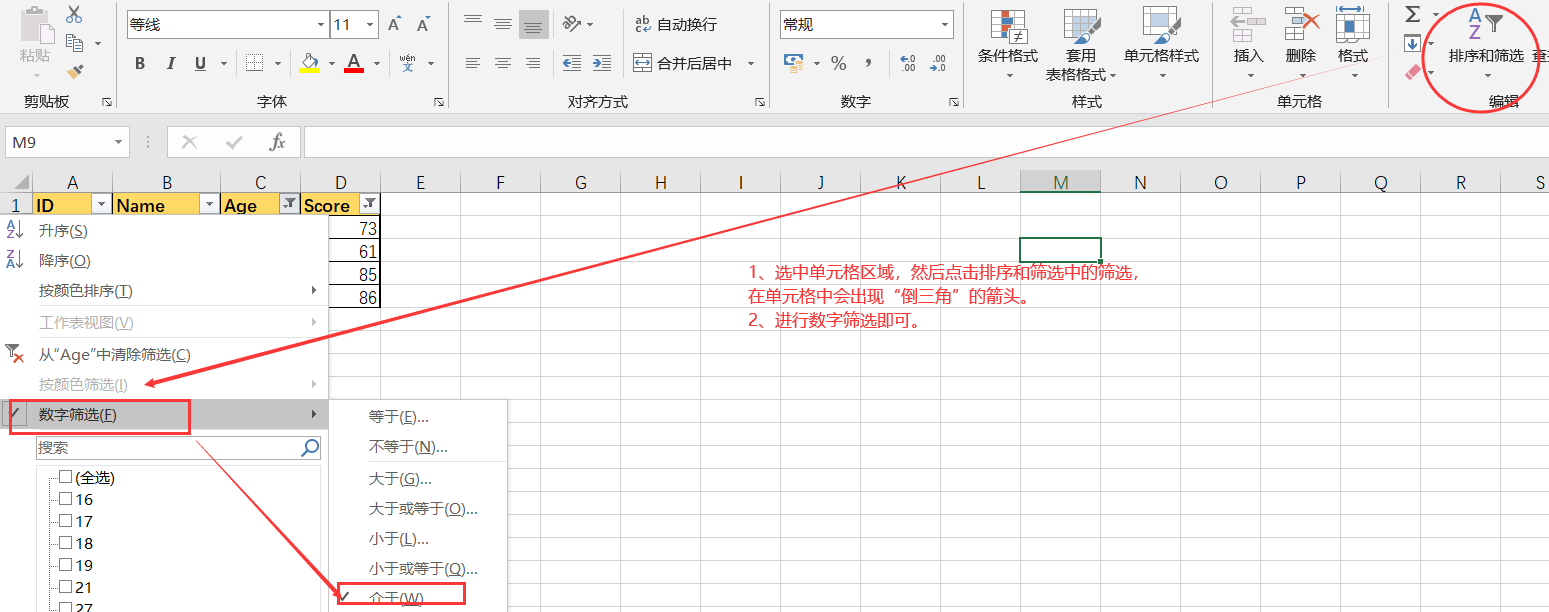 等线 11 自动换行 常规
粘贴 B I U A wén 文 合并后居中 % 条件格式 套用 表格格式 单元格样式 插入 删除 格式 排序和筛选
剪贴板 字体 对齐方式 数字 样式 单元格 编辑
M9 fx
A B C D E F G H I J K L M N O P Q R S
1 ID Name Age Score
升序(S) 73
降序(O) 61
按颜色排序(T) 85
86
工作表视图(V)
从“Age”中清除筛选(C)
按颜色筛选(I)
数字筛选(F)
搜索
(全选)
16
17
18
19
21
27
等于(E)...
不等于(N)...
大于(G)...
大于或等于(O)...
小于(L)...
小于或等于(Q)...
介于(W)
1、选中单元格区域，然后点击排序和筛选中的筛选，
在单元格中会出现“倒三角”的箭头。
2、进行数字筛选即可。